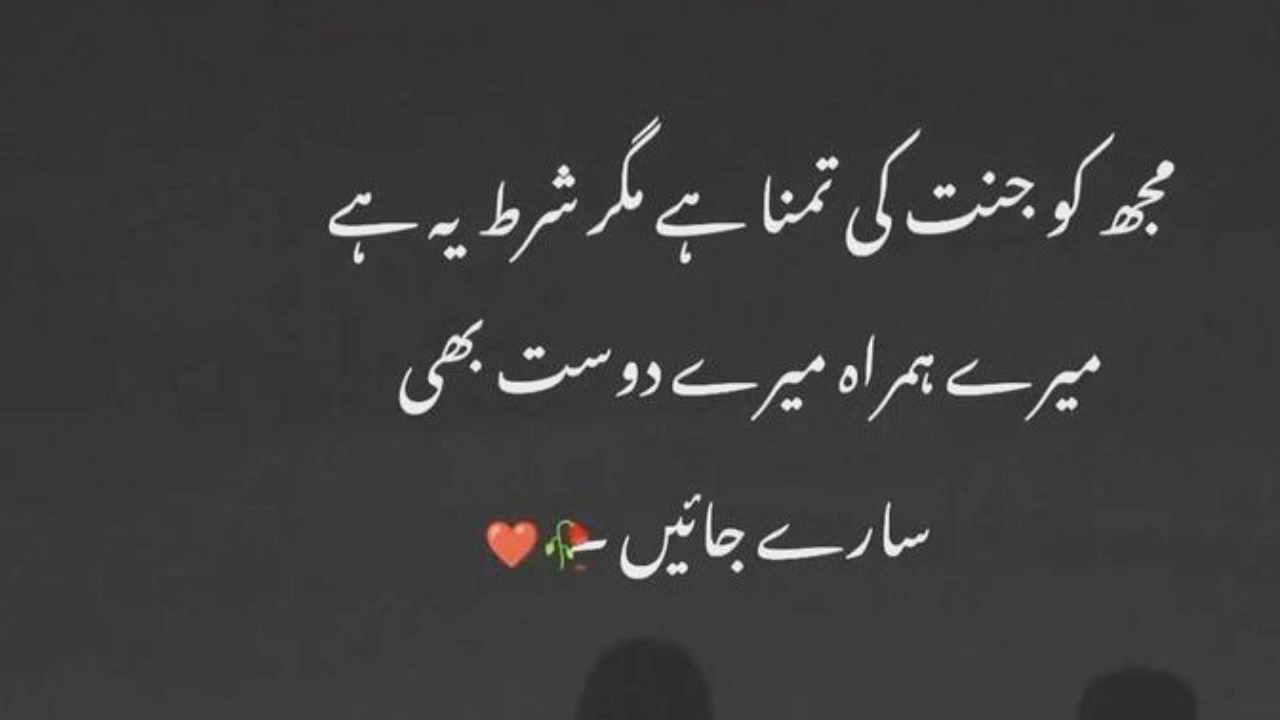 مجھ کو جنت کی تمنا ہے مگر شرط یہ ہے
میرے ہمراہ میرے دوست بھی
سارے جائیں ۔🥀❤️